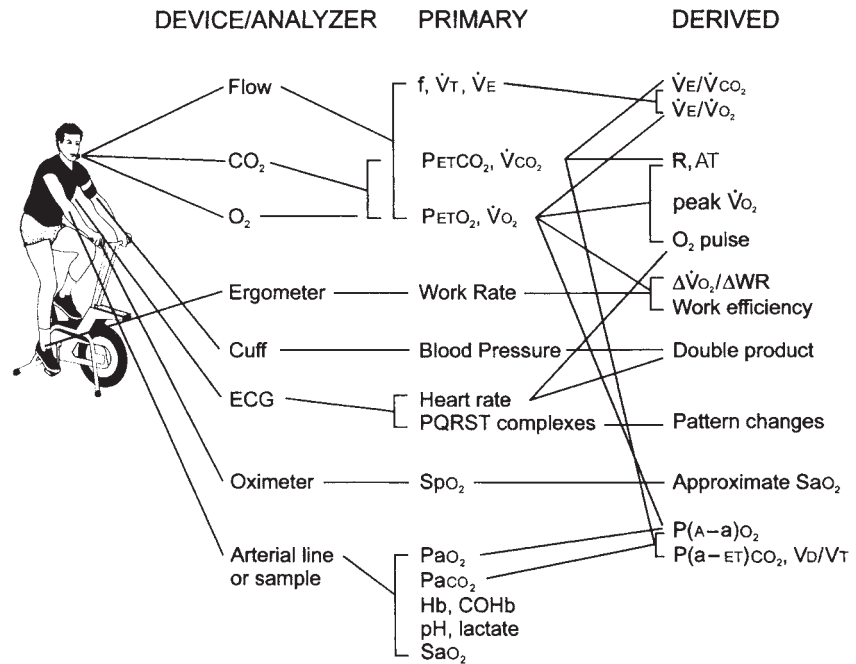 DEVICE/ANALYZER PRIMARY DERIVED
Flow f, V̇T, V̇E V̇E/V̇CO₂
V̇E/V̇O₂
CO₂ PETCO₂, V̇CO₂ R, AT
O₂ PETO₂, V̇O₂ peak V̇O₂
O₂ pulse
Ergometer Work Rate ΔV̇O₂/ΔWR
Work efficiency
Cuff Blood Pressure Double product
ECG Heart rate
PQRST complexes Pattern changes
Oximeter SpO₂ Approximate SaO₂
P(A-a)O₂
Arterial line PaO₂ P(a-ET)CO₂, VD/VT
or sample PaCO₂
Hb, COHb
pH, lactate
SaO₂